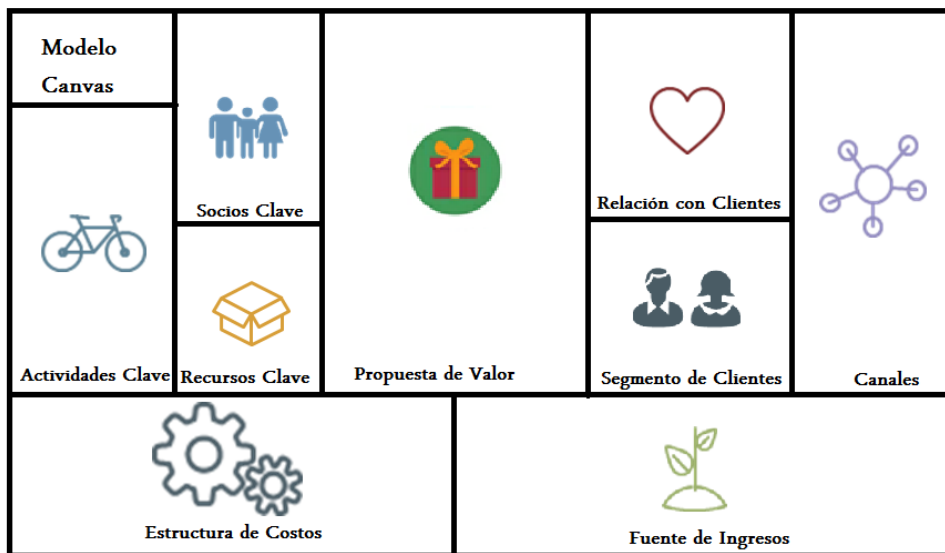 Modelo
Canvas
Socios Clave
Relación con Clientes
Actividades Clave
Recursos Clave
Propuesta de Valor
Segmento de Clientes
Canales
Estructura de Costos
Fuente de Ingresos